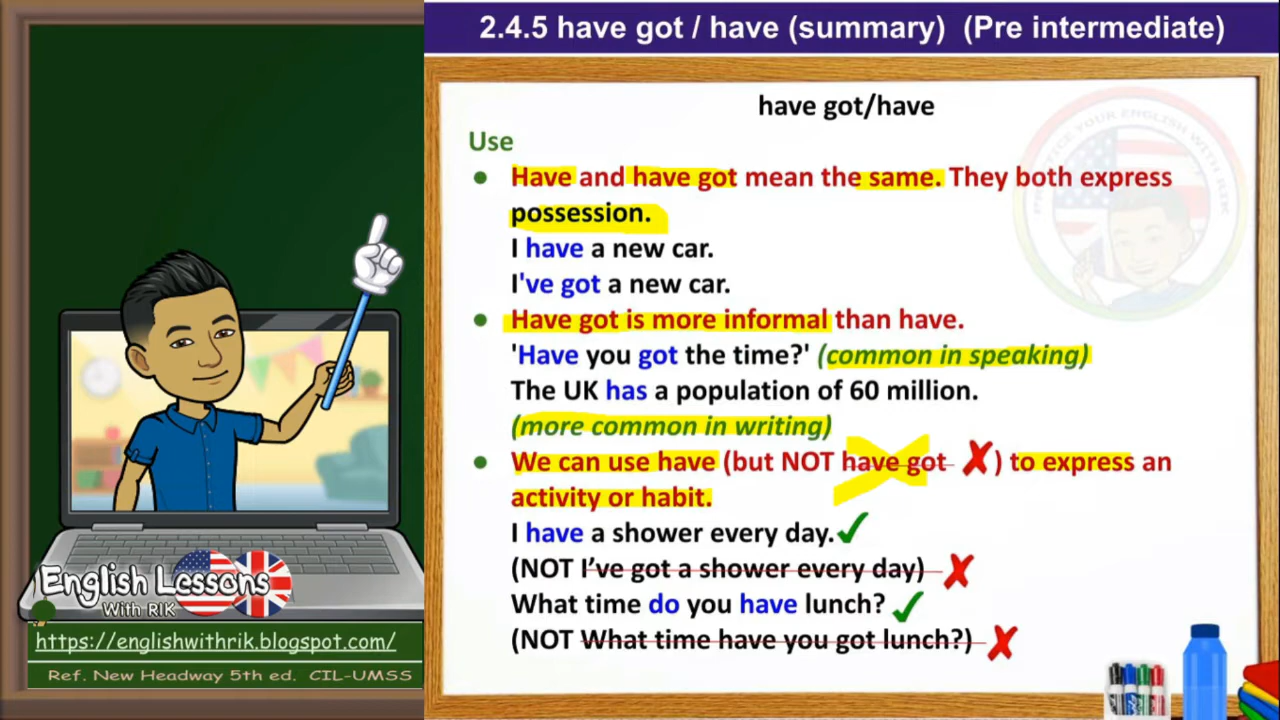 2.4.5 have got / have (summary) (Pre intermediate)
have got/have
Use
● Have and have got mean the same. They both express
possession.
I have a new car.
I've got a new car.
● Have got is more informal than have.
'Have you got the time?' (common in speaking)
The UK has a population of 60 million.
(more common in writing)
● We can use have (but NOT have got ✗) to express an
activity or habit.
I have a shower every day.✓
(NOT I’ve got a shower every day) ✗
What time do you have lunch? ✓
(NOT What time have you got lunch?) ✗
PRACTICE YOUR ENGLISH WITH RIK
English Lessons
With RIK
https://englishwithrik.blogspot.com/
Ref. New Headway 5th ed. CIL-UMSS